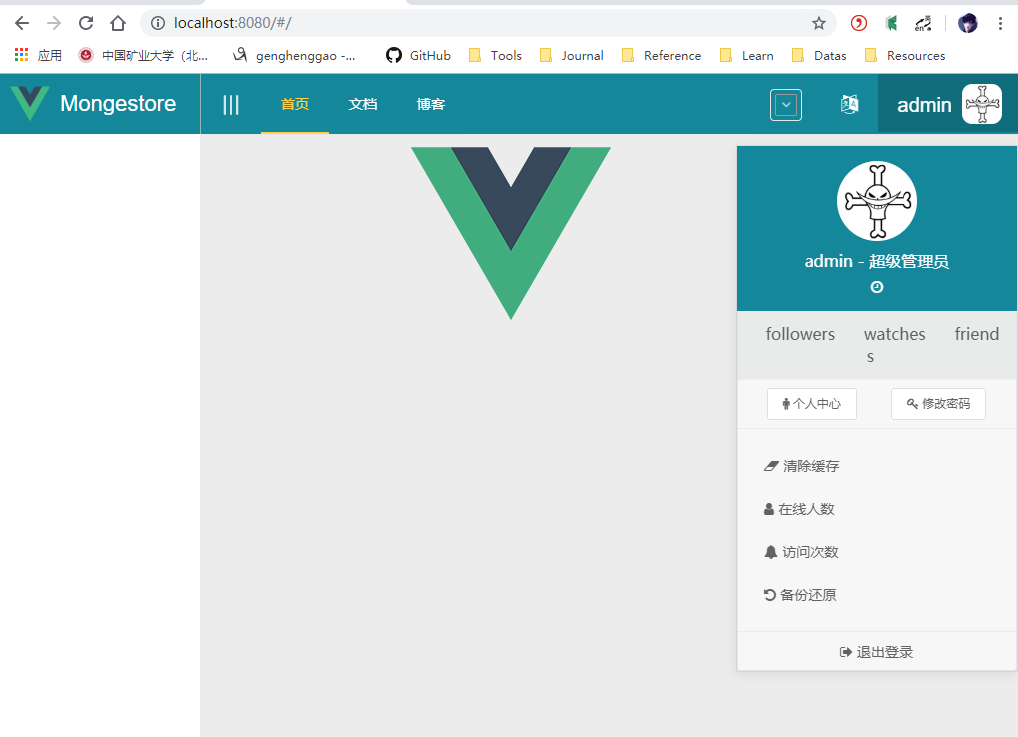 localhost:8080/#/
应用 中国矿业大学（北... genghenggao -... GitHub Tools Journal Reference Learn Datas Resources
Mongestore 首页 文档 博客 admin
admin - 超级管理员
followers watches friend
s
个人中心 修改密码
清除缓存
在线人数
访问次数
备份还原
退出登录